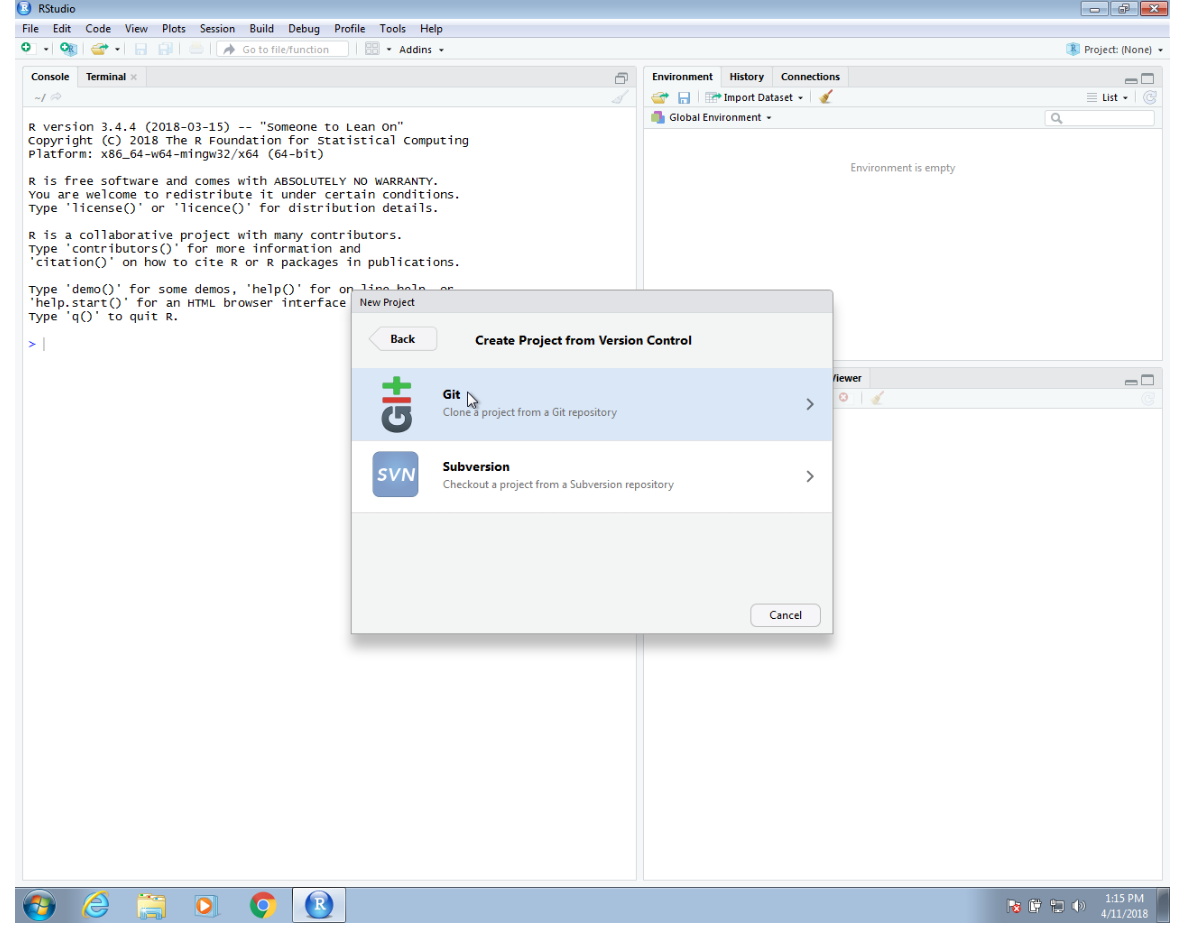 RStudio
File Edit Code View Plots Session Build Debug Profile Tools Help
Go to file/function Addins Project: (None)
Console Terminal
~/
R version 3.4.4 (2018-03-15) -- "Someone to Lean On"
Copyright (C) 2018 The R Foundation for Statistical Computing
Platform: x86_64-w64-mingw32/x64 (64-bit)
R is free software and comes with ABSOLUTELY NO WARRANTY.
You are welcome to redistribute it under certain conditions.
Type 'license()' or 'licence()' for distribution details.
R is a collaborative project with many contributors.
Type 'contributors()' for more information and
'citation()' on how to cite R or R packages in publications.
Type 'demo()' for some demos, 'help()' for on-line help, or
'help.start()' for an HTML browser interface
Type 'q()' to quit R.
>
Environment History Connections
Import Dataset List
Global Environment
Environment is empty
Viewer
New Project
Back Create Project from Version Control
Git
Git
Clone a project from a Git repository
SVN
Subversion
Checkout a project from a Subversion repository
Cancel
R
1:15 PM
4/11/2018